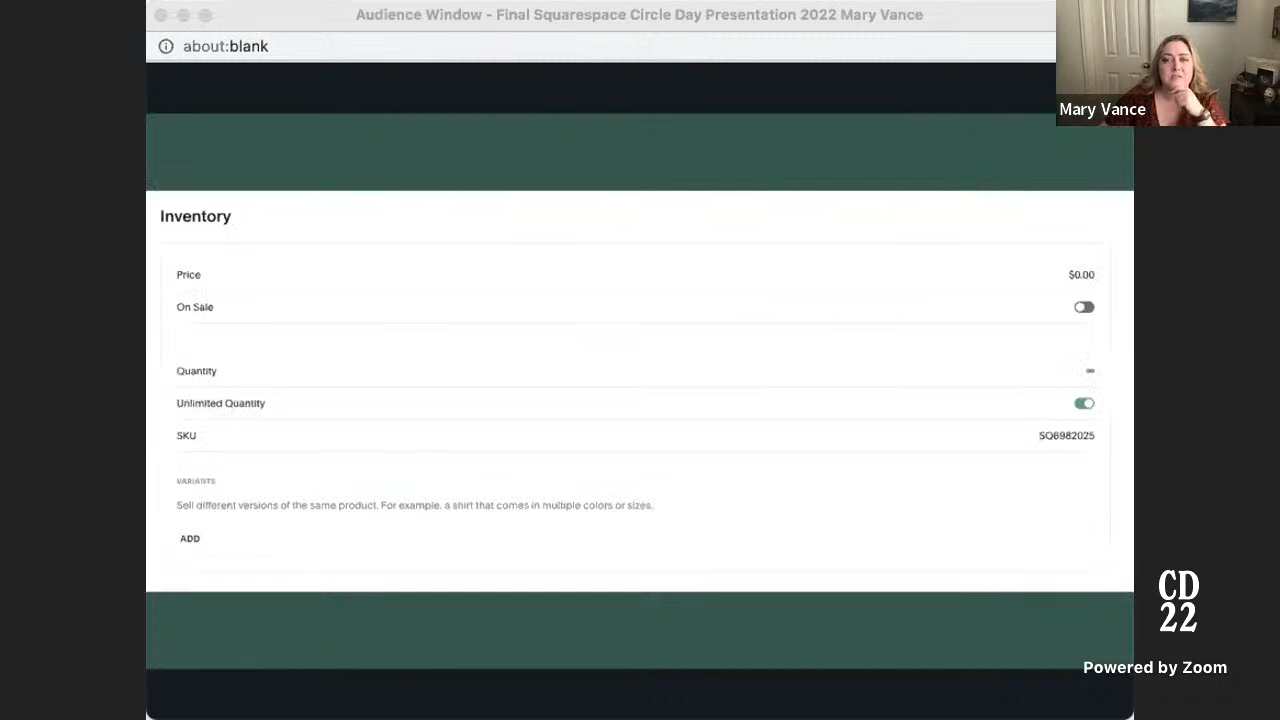 Audience Window - Final Squarespace Circle Day Presentation 2022 Mary Vance
about:blank
Mary Vance
Inventory
Price $0.00
On Sale
Quantity ∞
Unlimited Quantity
SKU SQ6982025
VARIANTS
Sell different versions of the same product. For example, a shirt that comes in multiple colors or sizes.
ADD
CD
22
Powered by Zoom